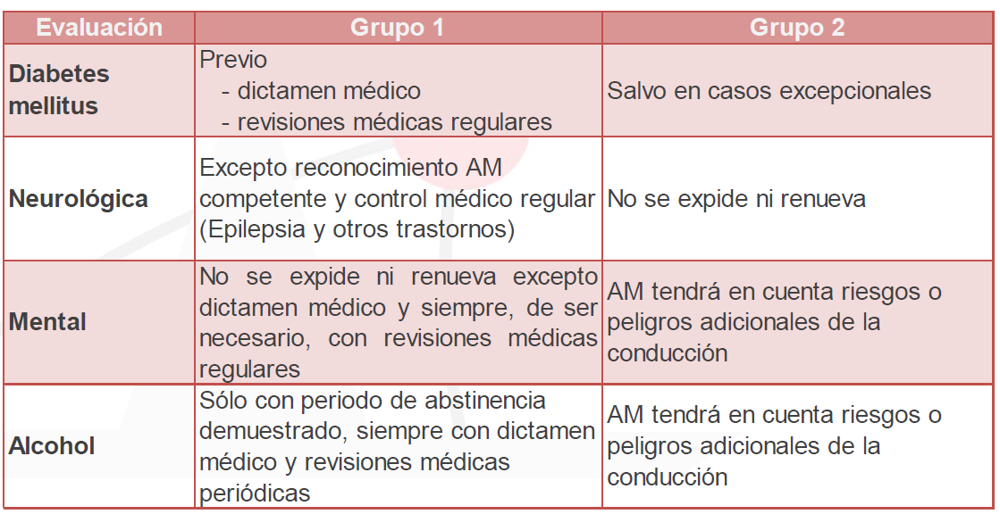 Evaluación Grupo 1 Grupo 2
Diabetes
mellitus
Previo
- dictamen médico
- revisiones médicas regulares
Salvo en casos excepcionales
Neurológica
Excepto reconocimiento AM
competente y control médico regular
(Epilepsia y otros trastornos)
No se expide ni renueva
Mental
No se expide ni renueva excepto
dictamen médico y siempre, de ser
necesario, con revisiones médicas
regulares
AM tendrá en cuenta riesgos o
peligros adicionales de la
conducción
Alcohol
Sólo con periodo de abstinencia
demuestrado, siempre con dictamen
médico y revisiones médicas
periódicas
AM tendrá en cuenta riesgos o
peligros adicionales de la
conducción